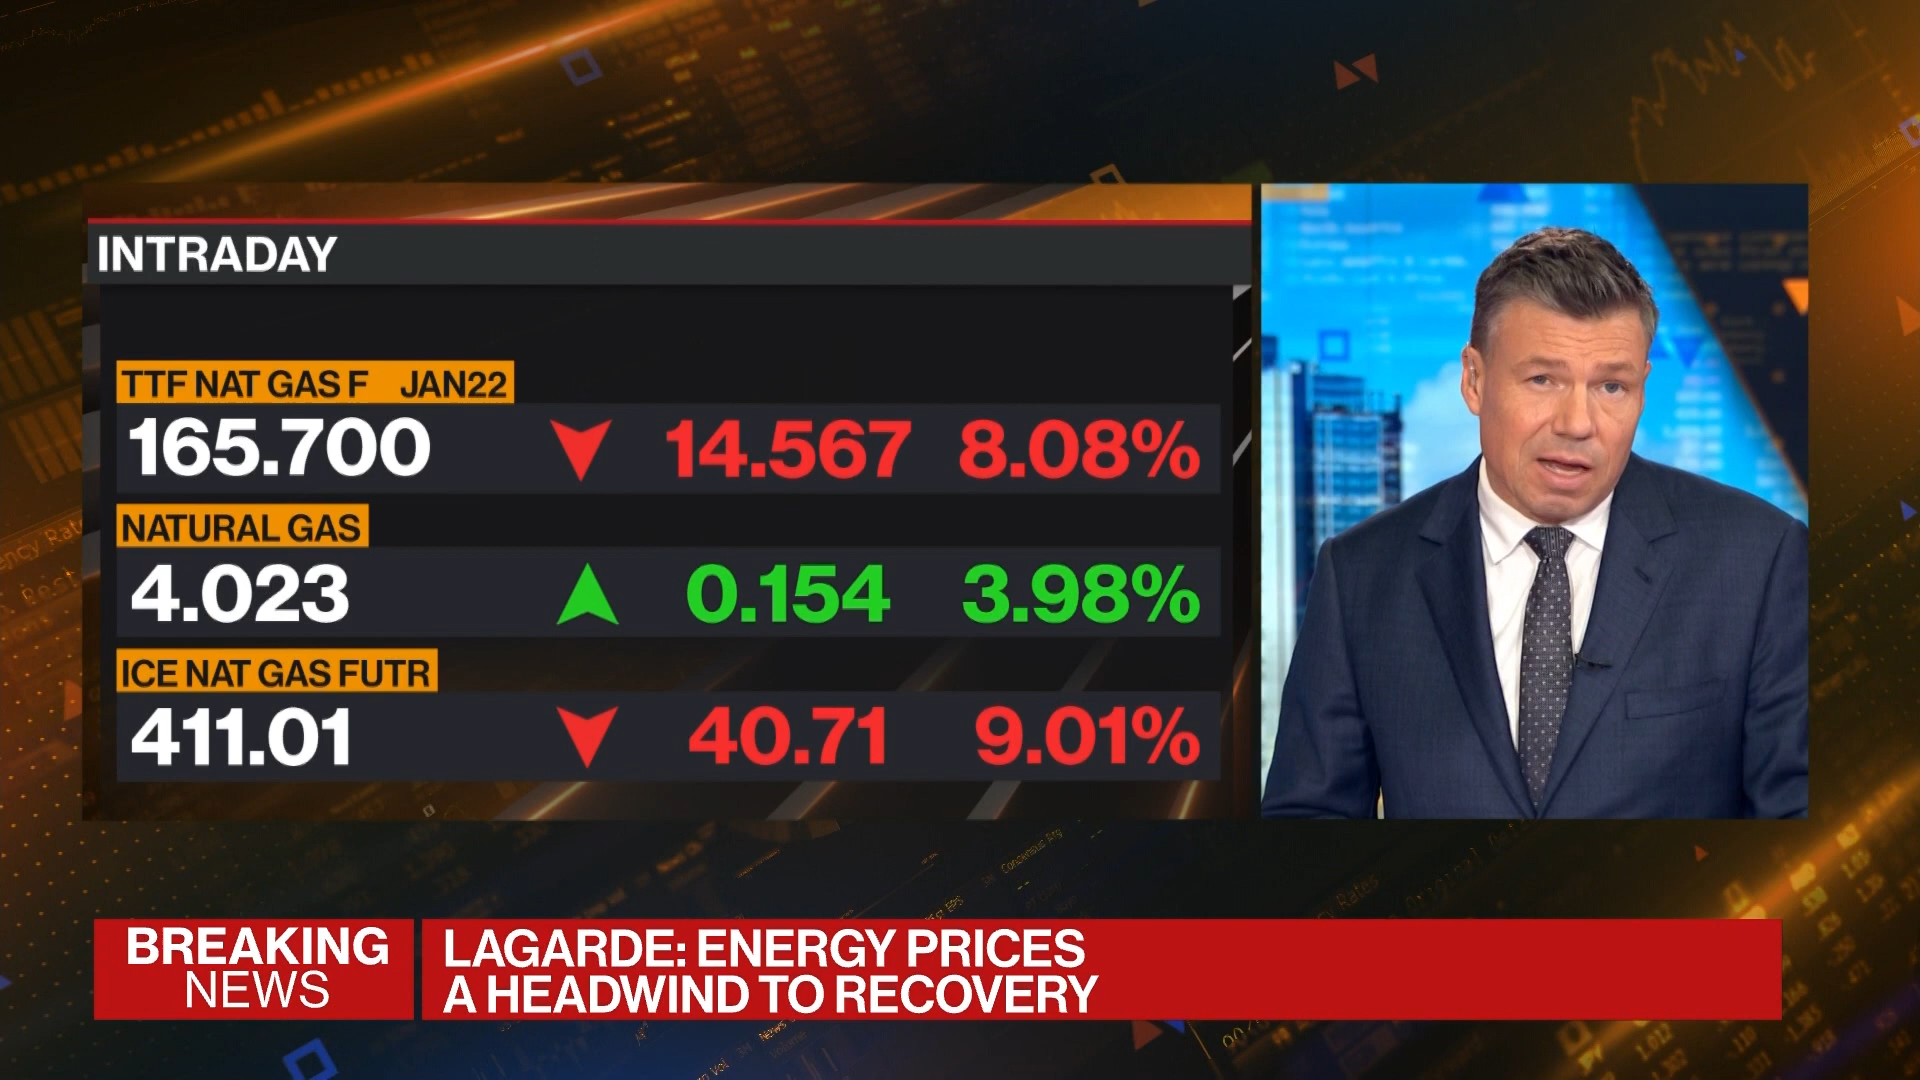 INTRADAY
TTF NAT GAS F JAN22
165.700 14.567 8.08%
NATURAL GAS
4.023 0.154 3.98%
ICE NAT GAS FUTR
411.01 40.71 9.01%
BREAKING
NEWS
LAGARDE: ENERGY PRICES
A HEADWIND TO RECOVERY